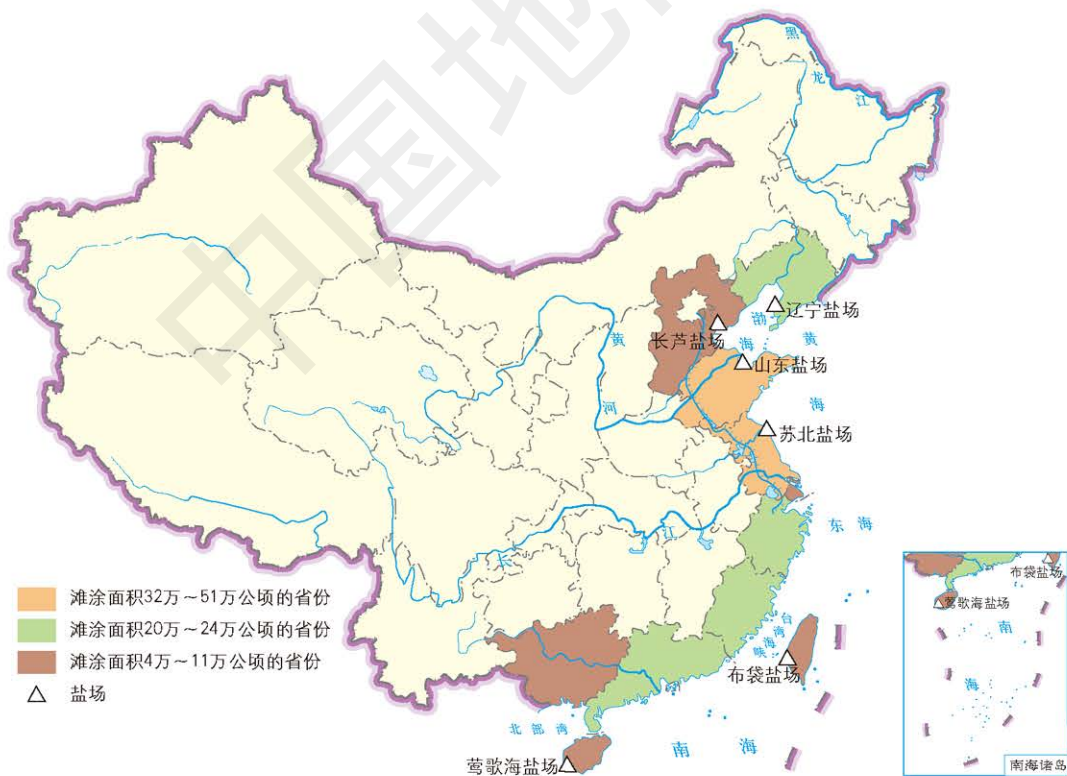 中国地
黑
龙
江
辽宁盐场
渤
海
长芦盐场
黄
海
山东盐场
黄
河
苏北盐场
长
江
东 海
台
湾
海
峡
布袋盐场
北 部 湾
莺歌海盐场
南 海
滩涂面积32万～51万公顷的省份
滩涂面积20万～24万公顷的省份
滩涂面积4万～11万公顷的省份
盐场
布袋盐场
莺歌海盐场
南
海
南海诸岛